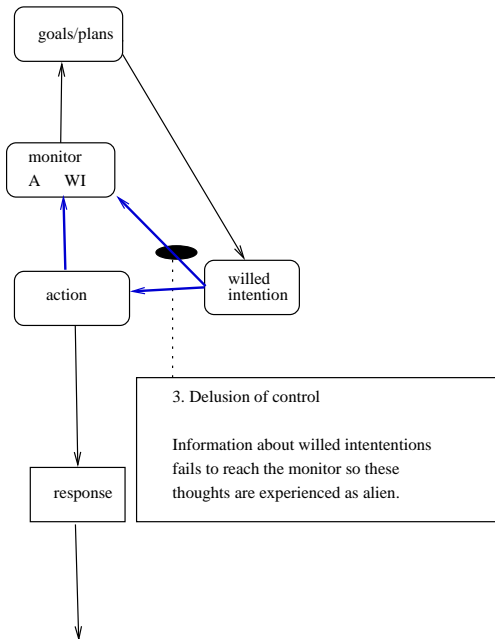 goals/plans
monitor
A WI
action
willed
intention
3. Delusion of control
Information about willed intententions
fails to reach the monitor so these
thoughts are experienced as alien.
response